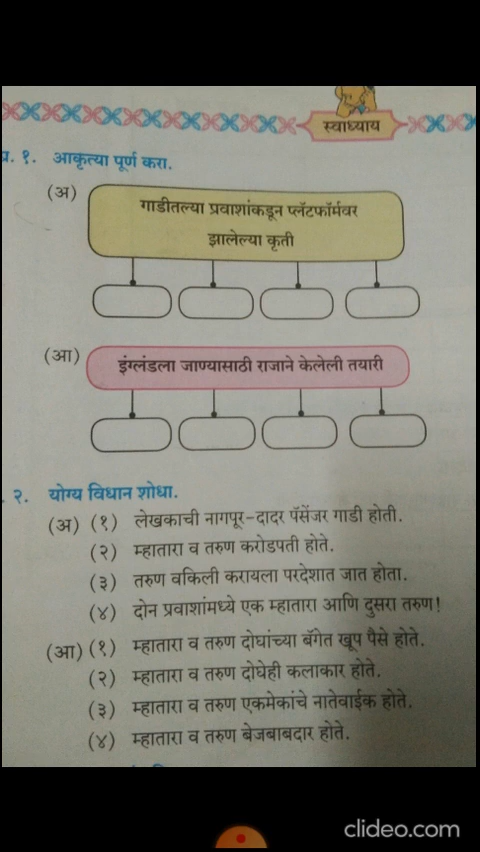 स्वाध्याय
प्र. १. आकृत्या पूर्ण करा.
(अ)
गाडीतल्या प्रवाशांकडून प्लॅटफॉर्मवर
झालेल्या कृती
(आ)
इंग्लंडला जाण्यासाठी राजाने केलेली तयारी
. २. योग्य विधान शोधा.
(अ) (१) लेखकाची नागपूर-दादर पॅसेंजर गाडी होती.
(२) म्हातारा व तरुण करोडपती होते.
(३) तरुण वकिली करायला परदेशात जात होता.
(४) दोन प्रवाशांमध्ये एक म्हातारा आणि दुसरा तरुण!
(आ) (१) म्हातारा व तरुण दोघांच्या बॅगेत खूप पैसे होते.
(२) म्हातारा व तरुण दोघेही कलाकार होते.
(३) म्हातारा व तरुण एकमेकांचे नातेवाईक होते.
(४) म्हातारा व तरुण बेजबाबदार होते.
clideo.com